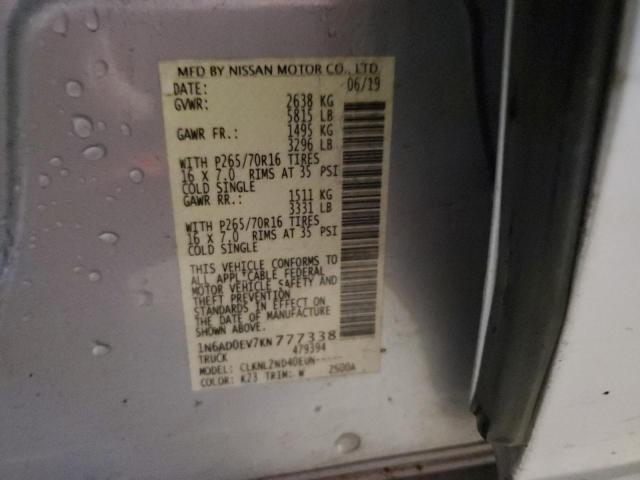 MFD BY NISSAN MOTOR CO., LTD
DATE: 06/19
GVWR: 2638 KG
5815 LB
GAWR FR.: 1495 KG
3296 LB
WITH P265/70R16 TIRES
16 X 7.0 RIMS AT 35 PSI
COLD SINGLE
GAWR RR.: 1511 KG
3331 LB
WITH P265/70R16 TIRES
16 X 7.0 RIMS AT 35 PSI
COLD SINGLE
THIS VEHICLE CONFORMS TO
ALL APPLICABLE FEDERAL
MOTOR VEHICLE SAFETY AND
THEFT PREVENTION
STANDARDS IN EFFECT ON
THE DATE OF MANUFACTURE
SHOWN ABOVE.
1N6AD0EV7KN777338
TRUCK 479394
MODEL: CLKNLZND40EUN-----
COLOR: K23 TRIM: W 2500A